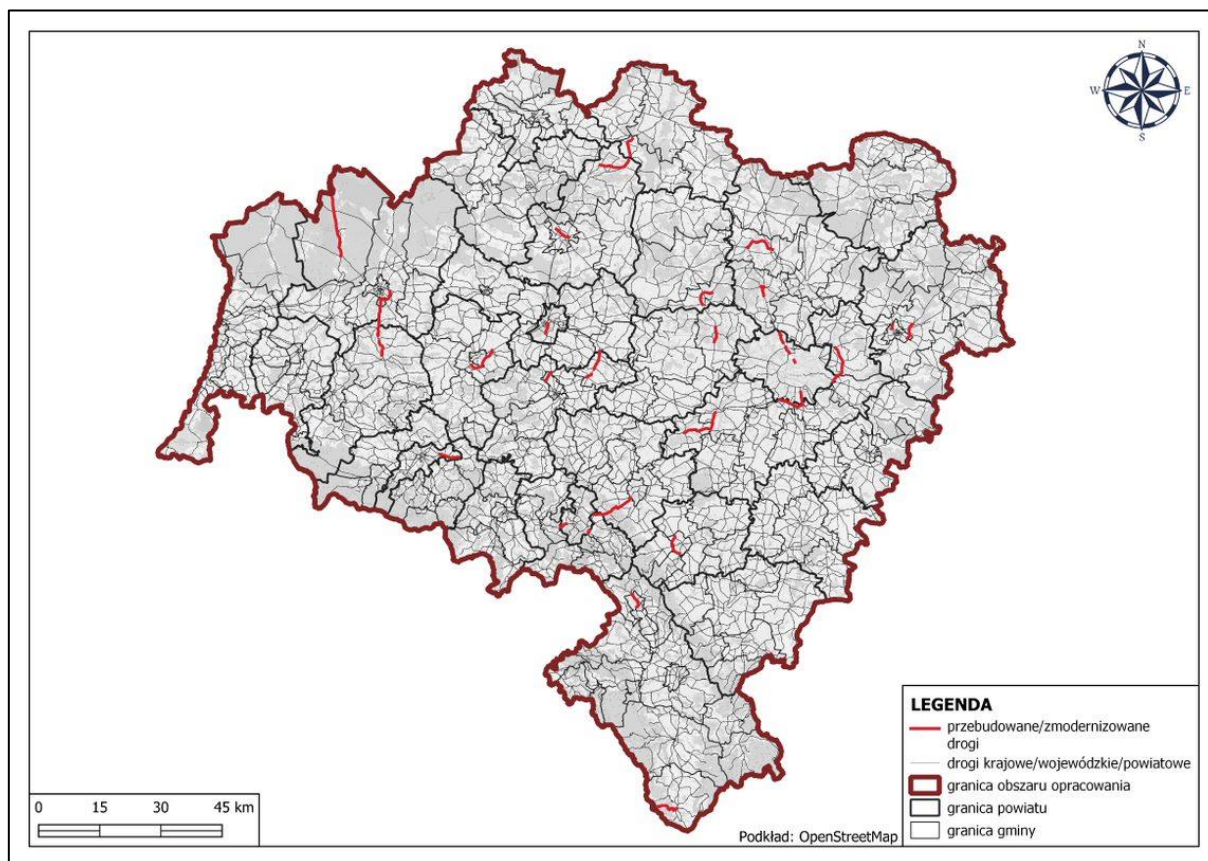 N
W E
S
LEGENDA
przebudowane/zmodernizowane
drogi
drogi krajowe/wojewódzkie/powiatowe
granica obszaru opracowania
granica powiatu
granica gminy
0 15 30 45 km
Podkład: OpenStreetMap